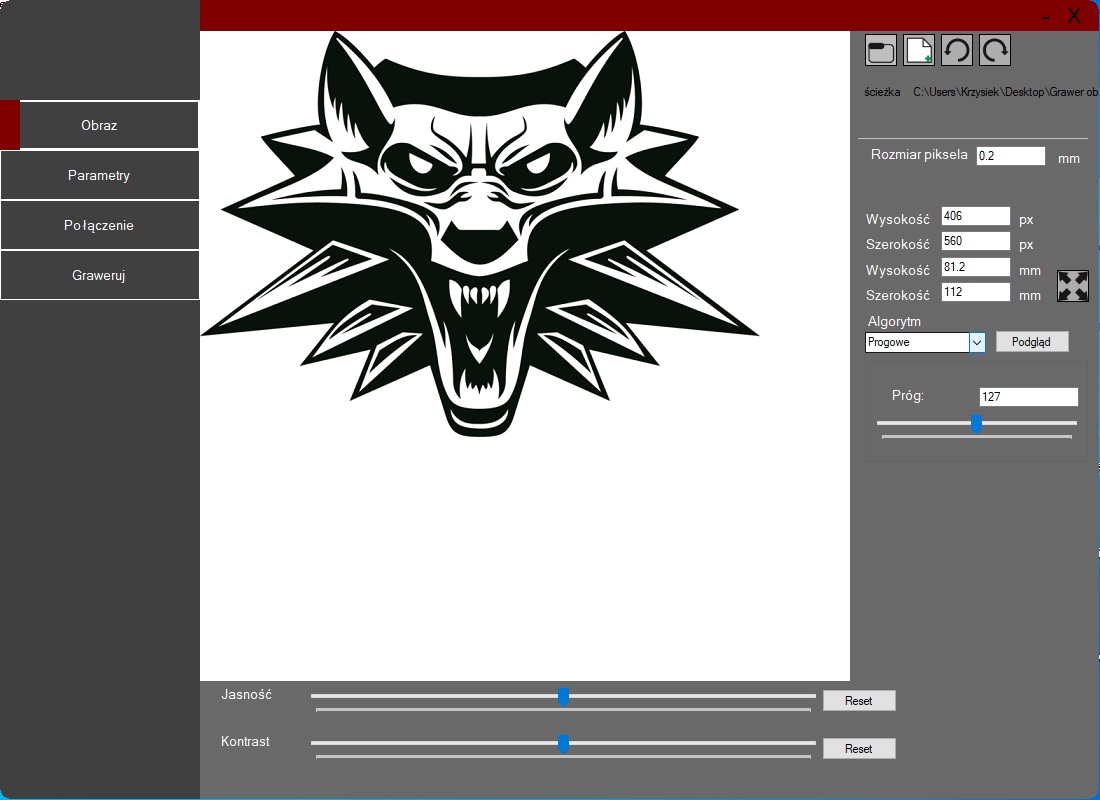 - X
Obraz
Parametry
Połączenie
Graweruj
ścieżka C:\Users\Krzysiek\Desktop\Grawer ob
Rozmiar piksela 0.2 mm
Wysokość 406 px
Szerokość 560 px
Wysokość 81.2 mm
Szerokość 112 mm
Algorytm
Progowe Podgląd
Próg: 127
Jasność Reset
Kontrast Reset